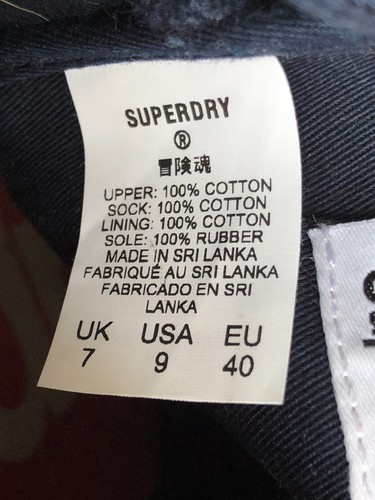 SUPERDRY
®
冒険魂
UPPER: 100% COTTON
SOCK: 100% COTTON
LINING: 100% COTTON
SOLE: 100% RUBBER
MADE IN SRI LANKA
FABRIQUÉ AU SRI LANKA
FABRICADO EN SRI
LANKA
UK USA EU
7 9 40